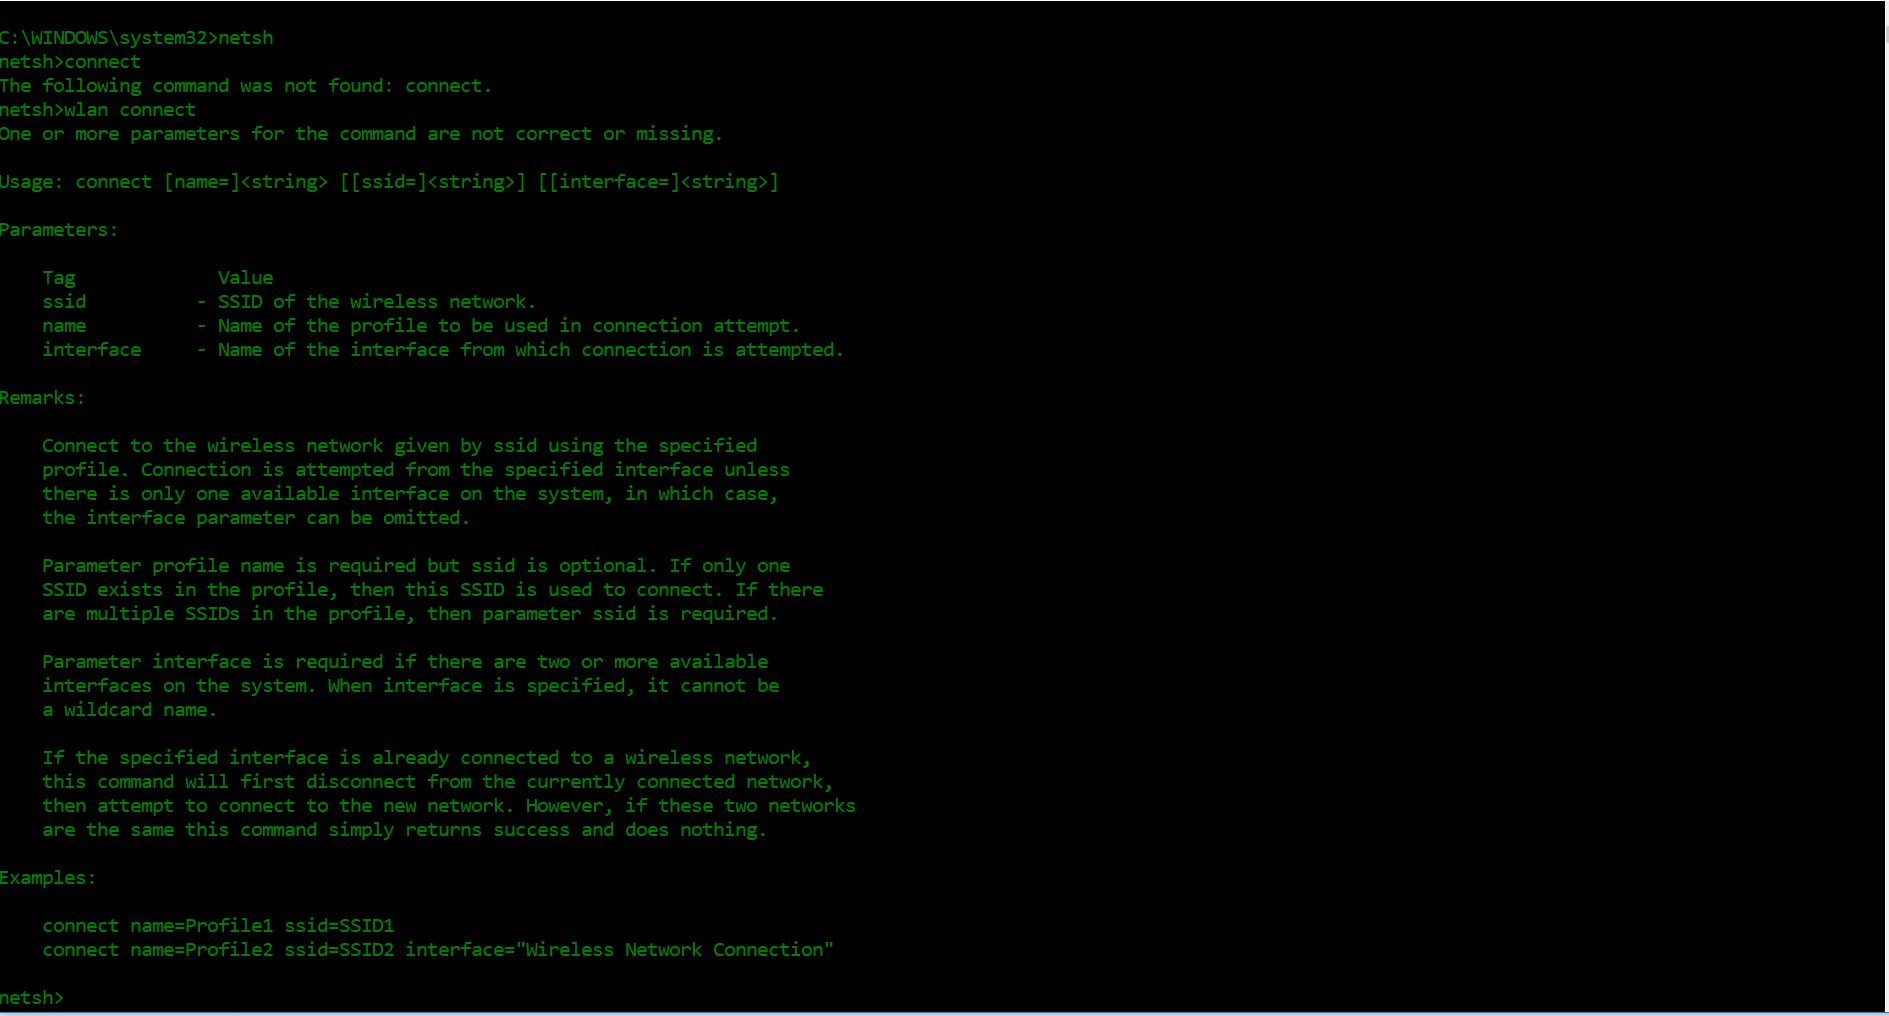 C:\WINDOWS\system32>netsh
netsh>connect
The following command was not found: connect.
netsh>wlan connect
One or more parameters for the command are not correct or missing.
Usage: connect [name=]<string> [[ssid=]<string>] [[interface=]<string>]
Parameters:
Tag Value
ssid - SSID of the wireless network.
name - Name of the profile to be used in connection attempt.
interface - Name of the interface from which connection is attempted.
Remarks:
Connect to the wireless network given by ssid using the specified
profile. Connection is attempted from the specified interface unless
there is only one available interface on the system, in which case,
the interface parameter can be omitted.
Parameter profile name is required but ssid is optional. If only one
SSID exists in the profile, then this SSID is used to connect. If there
are multiple SSIDs in the profile, then parameter ssid is required.
Parameter interface is required if there are two or more available
interfaces on the system. When interface is specified, it cannot be
a wildcard name.
If the specified interface is already connected to a wireless network,
this command will first disconnect from the currently connected network,
then attempt to connect to the new network. However, if these two networks
are the same this command simply returns success and does nothing.
Examples:
connect name=Profile1 ssid=SSID1
connect name=Profile2 ssid=SSID2 interface="Wireless Network Connection"
netsh>